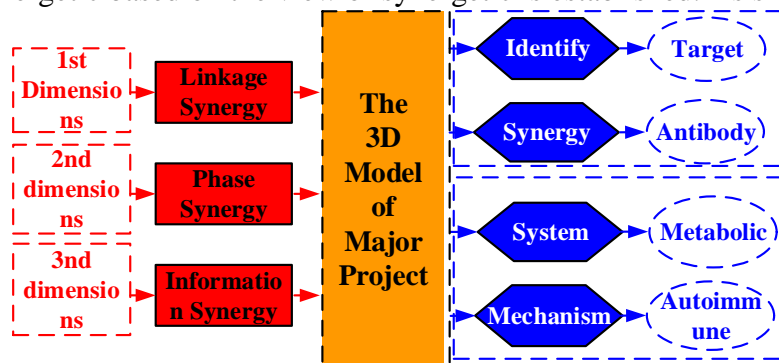 1st
Dimensio
ns
Linkage
Synergy
2nd
dimensio
ns
Phase
Synergy
3nd
dimensio
ns
Informatio
n Synergy
The
3D
Model
of
Major
Project
Identify
Target
Synergy
Antibody
System
Metabolic
Mechanism
Autoimm
une